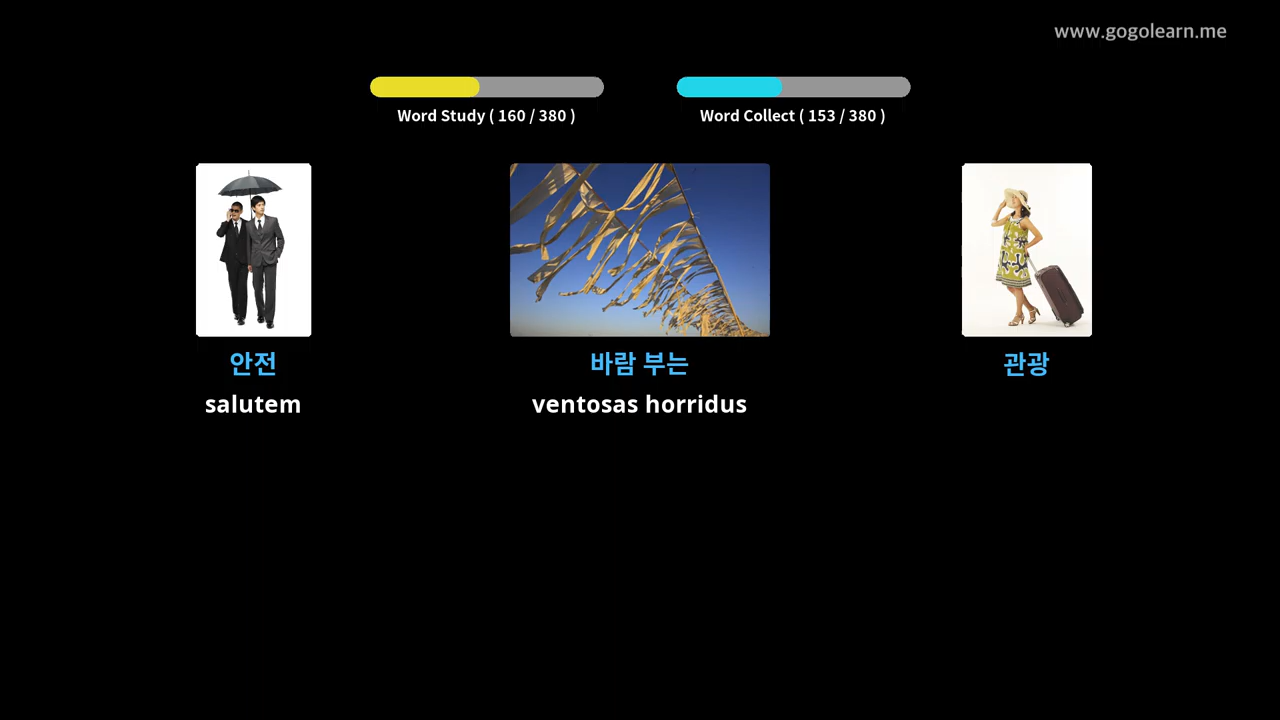 www.gogolearn.me
Word Study ( 160 / 380 )
Word Collect ( 153 / 380 )
안전
바람 부는
관광
salutem
ventosas horridus